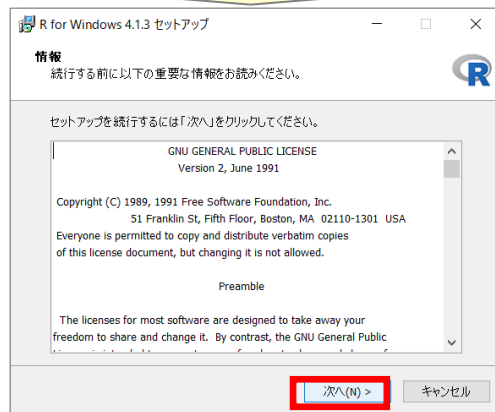 R for Windows 4.1.3 セットアップ
情報
続行する前に以下の重要な情報をお読みください。
R
セットアップを続行するには「次へ」をクリックしてください。
GNU GENERAL PUBLIC LICENSE
Version 2, June 1991
Copyright (C) 1989, 1991 Free Software Foundation, Inc.
51 Franklin St, Fifth Floor, Boston, MA 02110-1301 USA
Everyone is permitted to copy and distribute verbatim copies
of this license document, but changing it is not allowed.
Preamble
The licenses for most software are designed to take away your
freedom to share and change it. By contrast, the GNU General Public
次へ(N) >
キャンセル